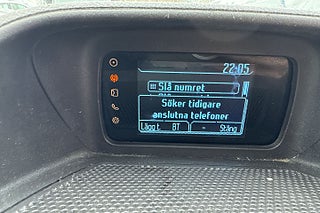 22:05
Slå numret
Söker tidigare
anslutna telefoner
Lägg t. BT - Stäng